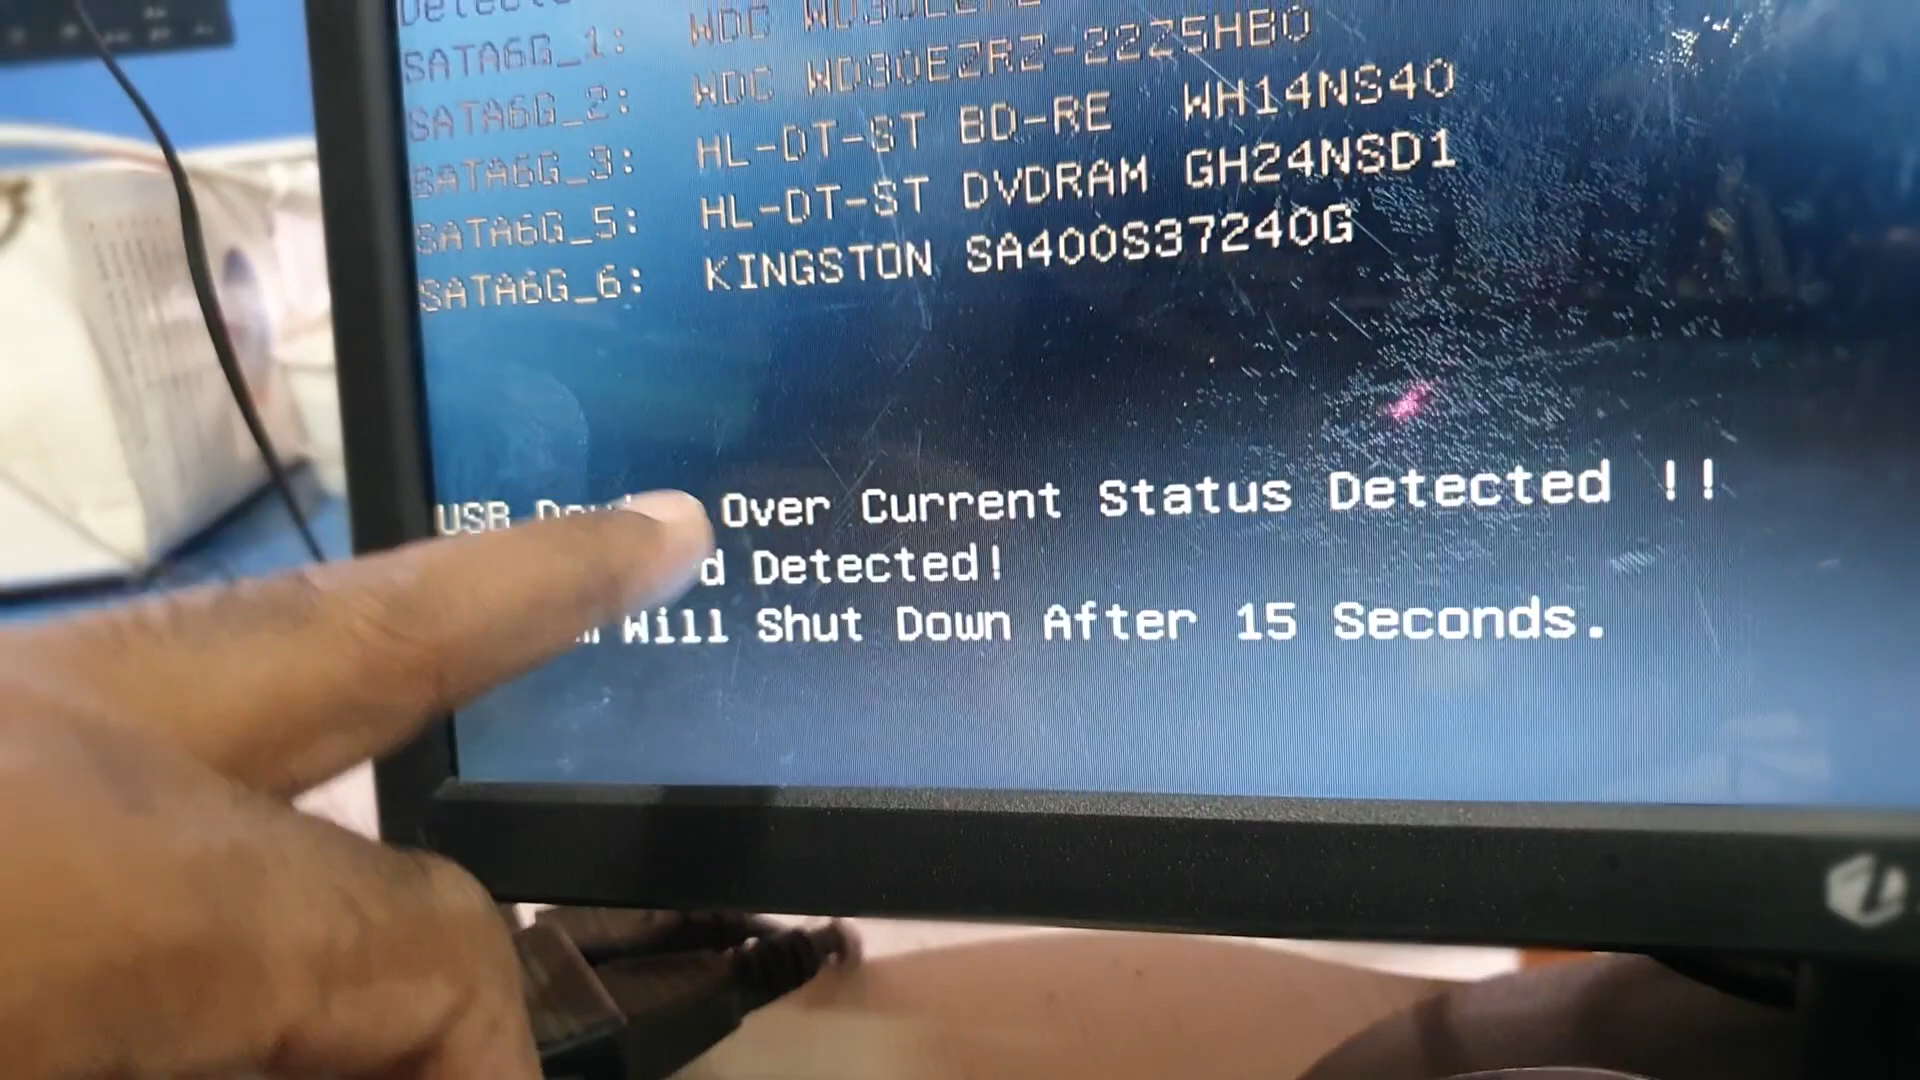 SATA6G_1: WDC
SATA6G_2: WDC WD30EZRZ-22Z5HB0
SATA6G_3: HL-DT-ST BD-RE WH14NS40
SATA6G_5: HL-DT-ST DVDRAM GH24NSD1
SATA6G_6: KINGSTON SA400S37240G
USB Over Current Status Detected !!
Detected!
Will Shut Down After 15 Seconds.